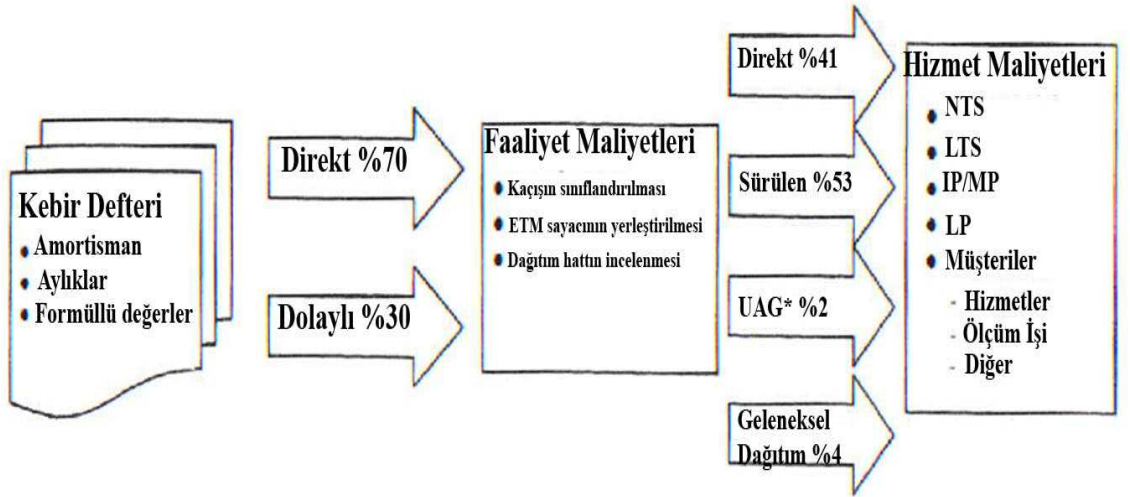 Kebir Defteri
Amortisman
Aylıklar
Formüllü değerler
Direkt %70
Dolaylı %30
Faaliyet Maliyetleri
Kaçışın sınıflandırılması
ETM sayacının yerleştirilmesi
Dağıtım hattın incelenmesi
Direkt %41
Sürülen %53
UAG* %2
Geleneksel
Dağıtım %4
Hizmet Maliyetleri
NTS
LTS
IP/MP
LP
Müşteriler
- Hizmetler
- Ölçüm İşi
- Diğer